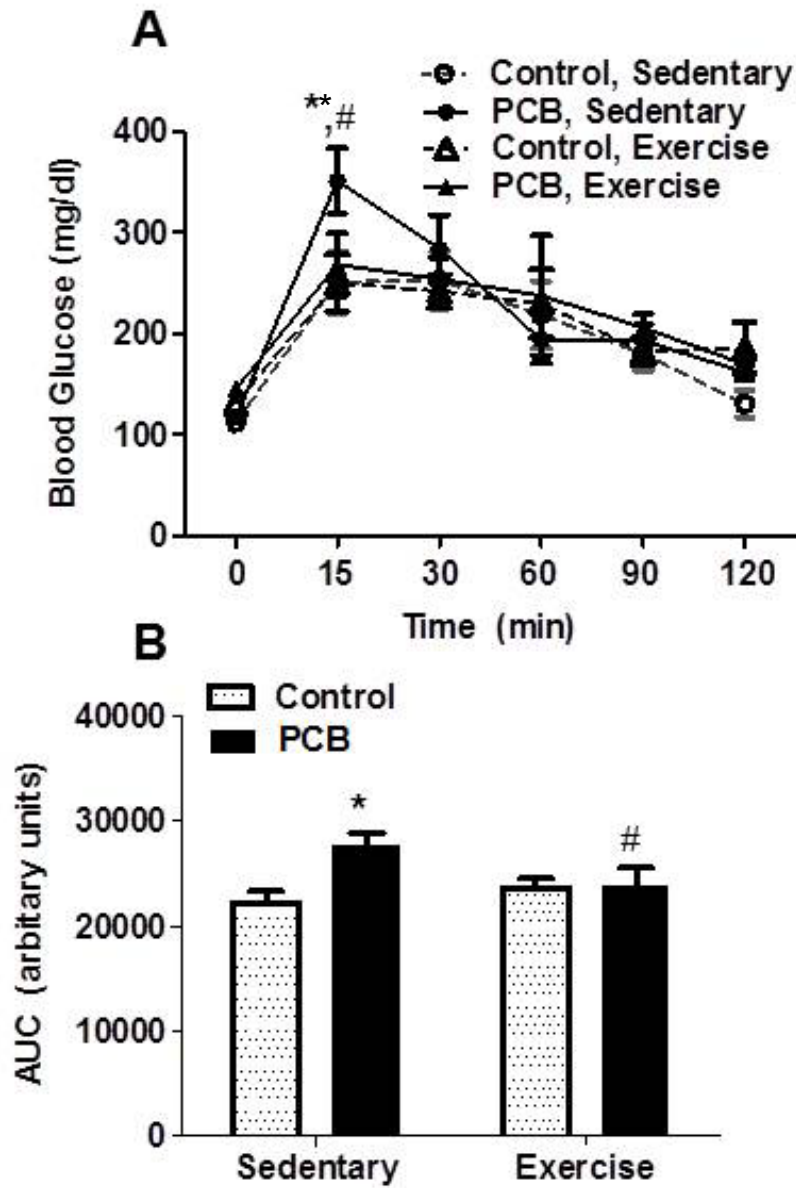 A
Control, Sedentary
PCB, Sedentary
Control, Exercise
PCB, Exercise
**,#
Blood Glucose (mg/dl)
400
300
200
100
0
0 15 30 60 90 120
Time (min)
B
Control
PCB
AUC (arbitary units)
40000
30000
20000
10000
0
*
#
Sedentary Exercise